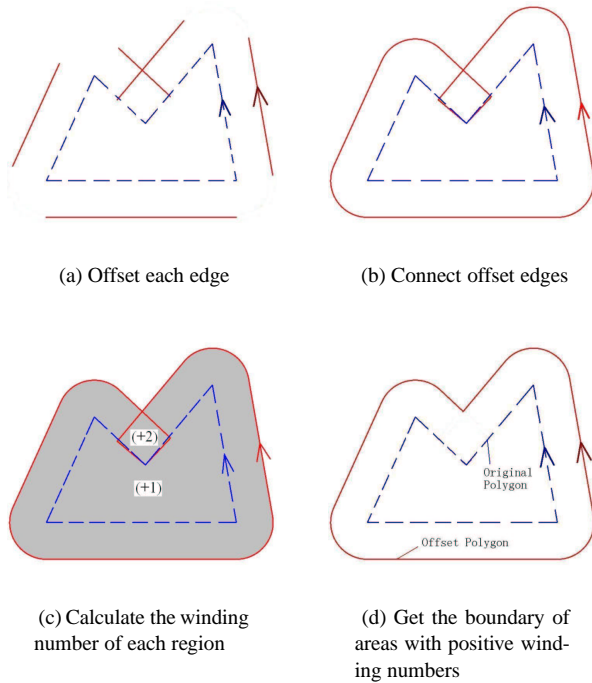 (a) Offset each edge
(b) Connect offset edges
(+2)
(+1)
Original
Polygon
Offset Polygon
(c) Calculate the winding
number of each region
(d) Get the boundary of
areas with positive wind-
ing numbers